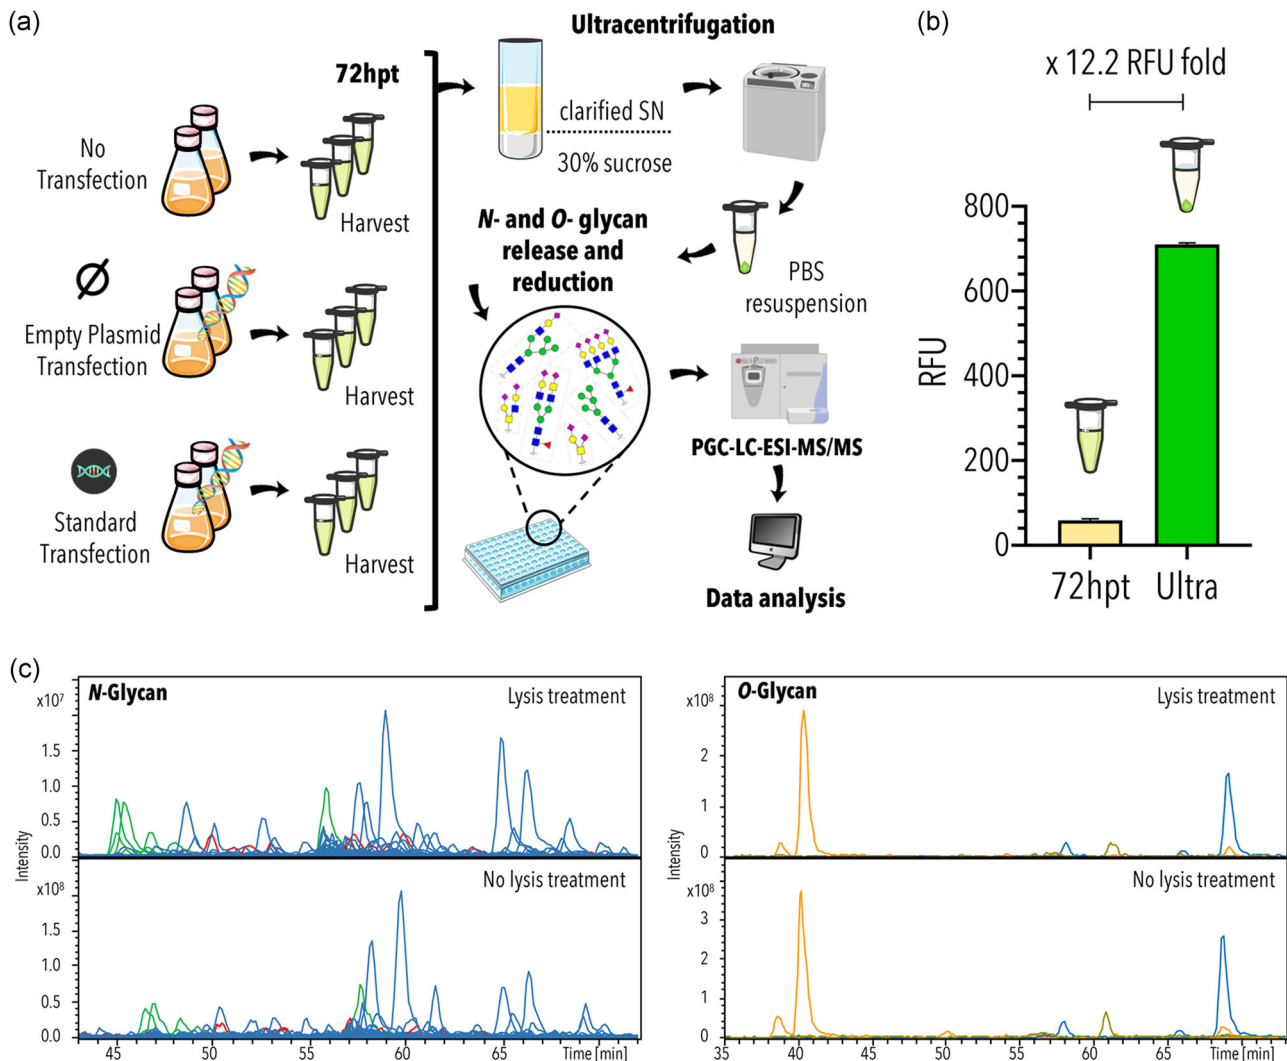 (a)
Ultracentrifugation
72hpt
clarified SN
30% sucrose
No
Transfection
Harvest
N- and O- glycan
release and
reduction
PBS
resuspension
Ø
Empty Plasmid
Transfection
Harvest
PGC-LC-ESI-MS/MS
Standard
Transfection
Harvest
Data analysis
(b)
x 12.2 RFU fold
RFU
800
600
400
200
0
72hpt
Ultra
(c)
N-Glycan
Lysis treatment
x10⁷
1.5
1.0
0.5
0.0
Intensity
No lysis treatment
x10⁸
1.5
1.0
0.5
0.0
45
50
55
60
65
Time [min]
O-Glycan
Lysis treatment
x10⁸
2
1
0
Intensity
No lysis treatment
x10⁸
3
2
1
0
35
40
45
50
55
60
65
Time [min]